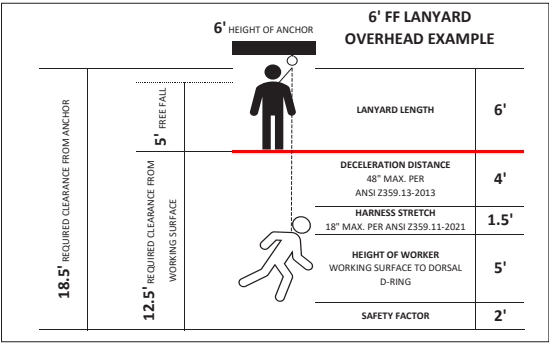 6' HEIGHT OF ANCHOR
6' FF LANYARD
OVERHEAD EXAMPLE
18.5' REQUIRED CLEARANCE FROM ANCHOR
5' FREE FALL
12.5' REQUIRED CLEARANCE FROM
WORKING SURFACE
LANYARD LENGTH
6'
DECELERATION DISTANCE
48" MAX. PER
ANSI Z359.13-2013
4'
HARNESS STRETCH
18" MAX. PER ANSI Z359.11-2021
1.5'
HEIGHT OF WORKER
WORKING SURFACE TO DORSAL
D-RING
5'
SAFETY FACTOR
2'